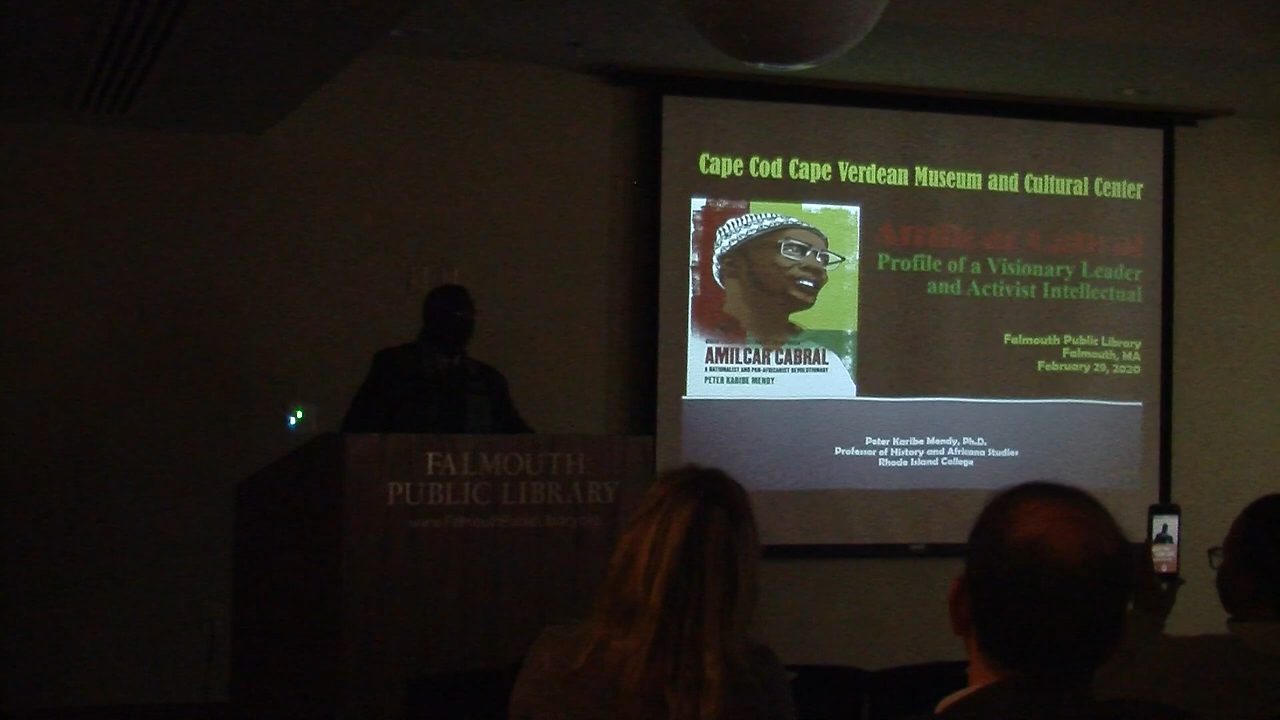 Cape Cod Cape Verdean Museum and Cultural Center
Amilcar Cabral
Profile of a Visionary Leader
and Activist Intellectual
AMILCAR CABRAL
A NATIONALIST AND PAN-AFRICANIST REVOLUTIONARY
PETER KARIBE MENDY
Falmouth Public Library
Falmouth, MA
February 29, 2020
Peter Karibe Mendy, Ph.D.
Professor of History and Africana Studies
Rhode Island College
FALMOUTH
PUBLIC LIBRARY